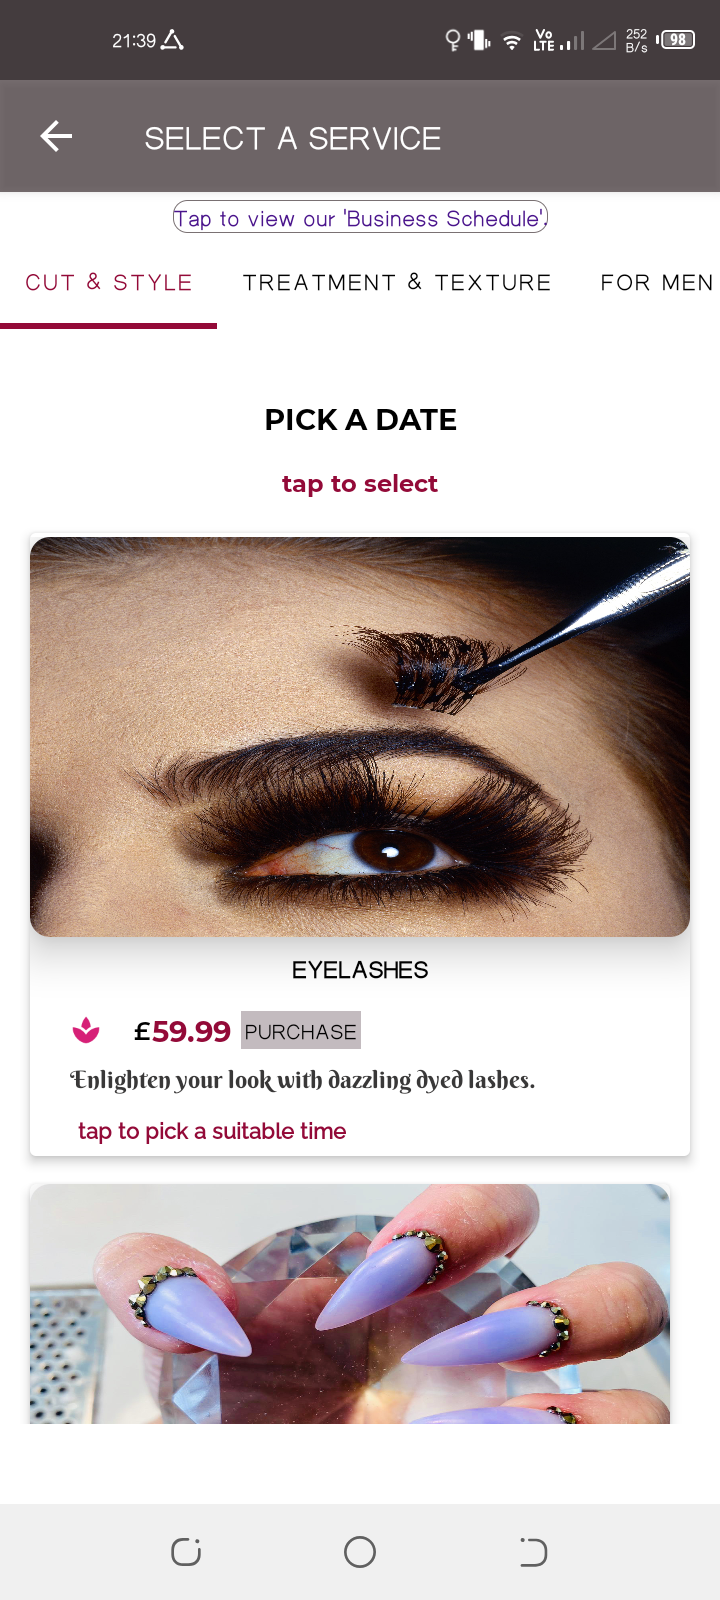 21:39
Vo LTE
252 B/s
98
SELECT A SERVICE
Tap to view our 'Business Schedule'.
CUT & STYLE TREATMENT & TEXTURE FOR MEN
PICK A DATE
tap to select
EYELASHES
£59.99 PURCHASE
Enlighten your look with dazzling dyed lashes.
tap to pick a suitable time